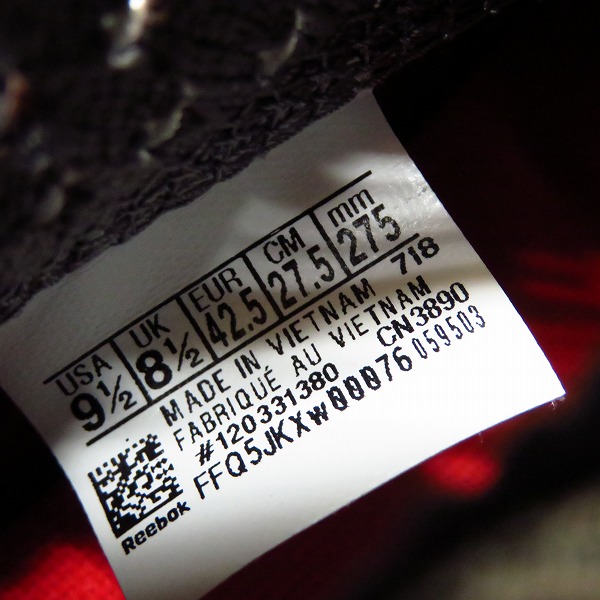 USA UK EUR CM mm
9½ 8½ 42.5 27.5 275
MADE IN VIETNAM 718
FABRIQUÉ AU VIETNAM
#120331380 CN3890
FFQ5JKXW00076 059503
Reebok